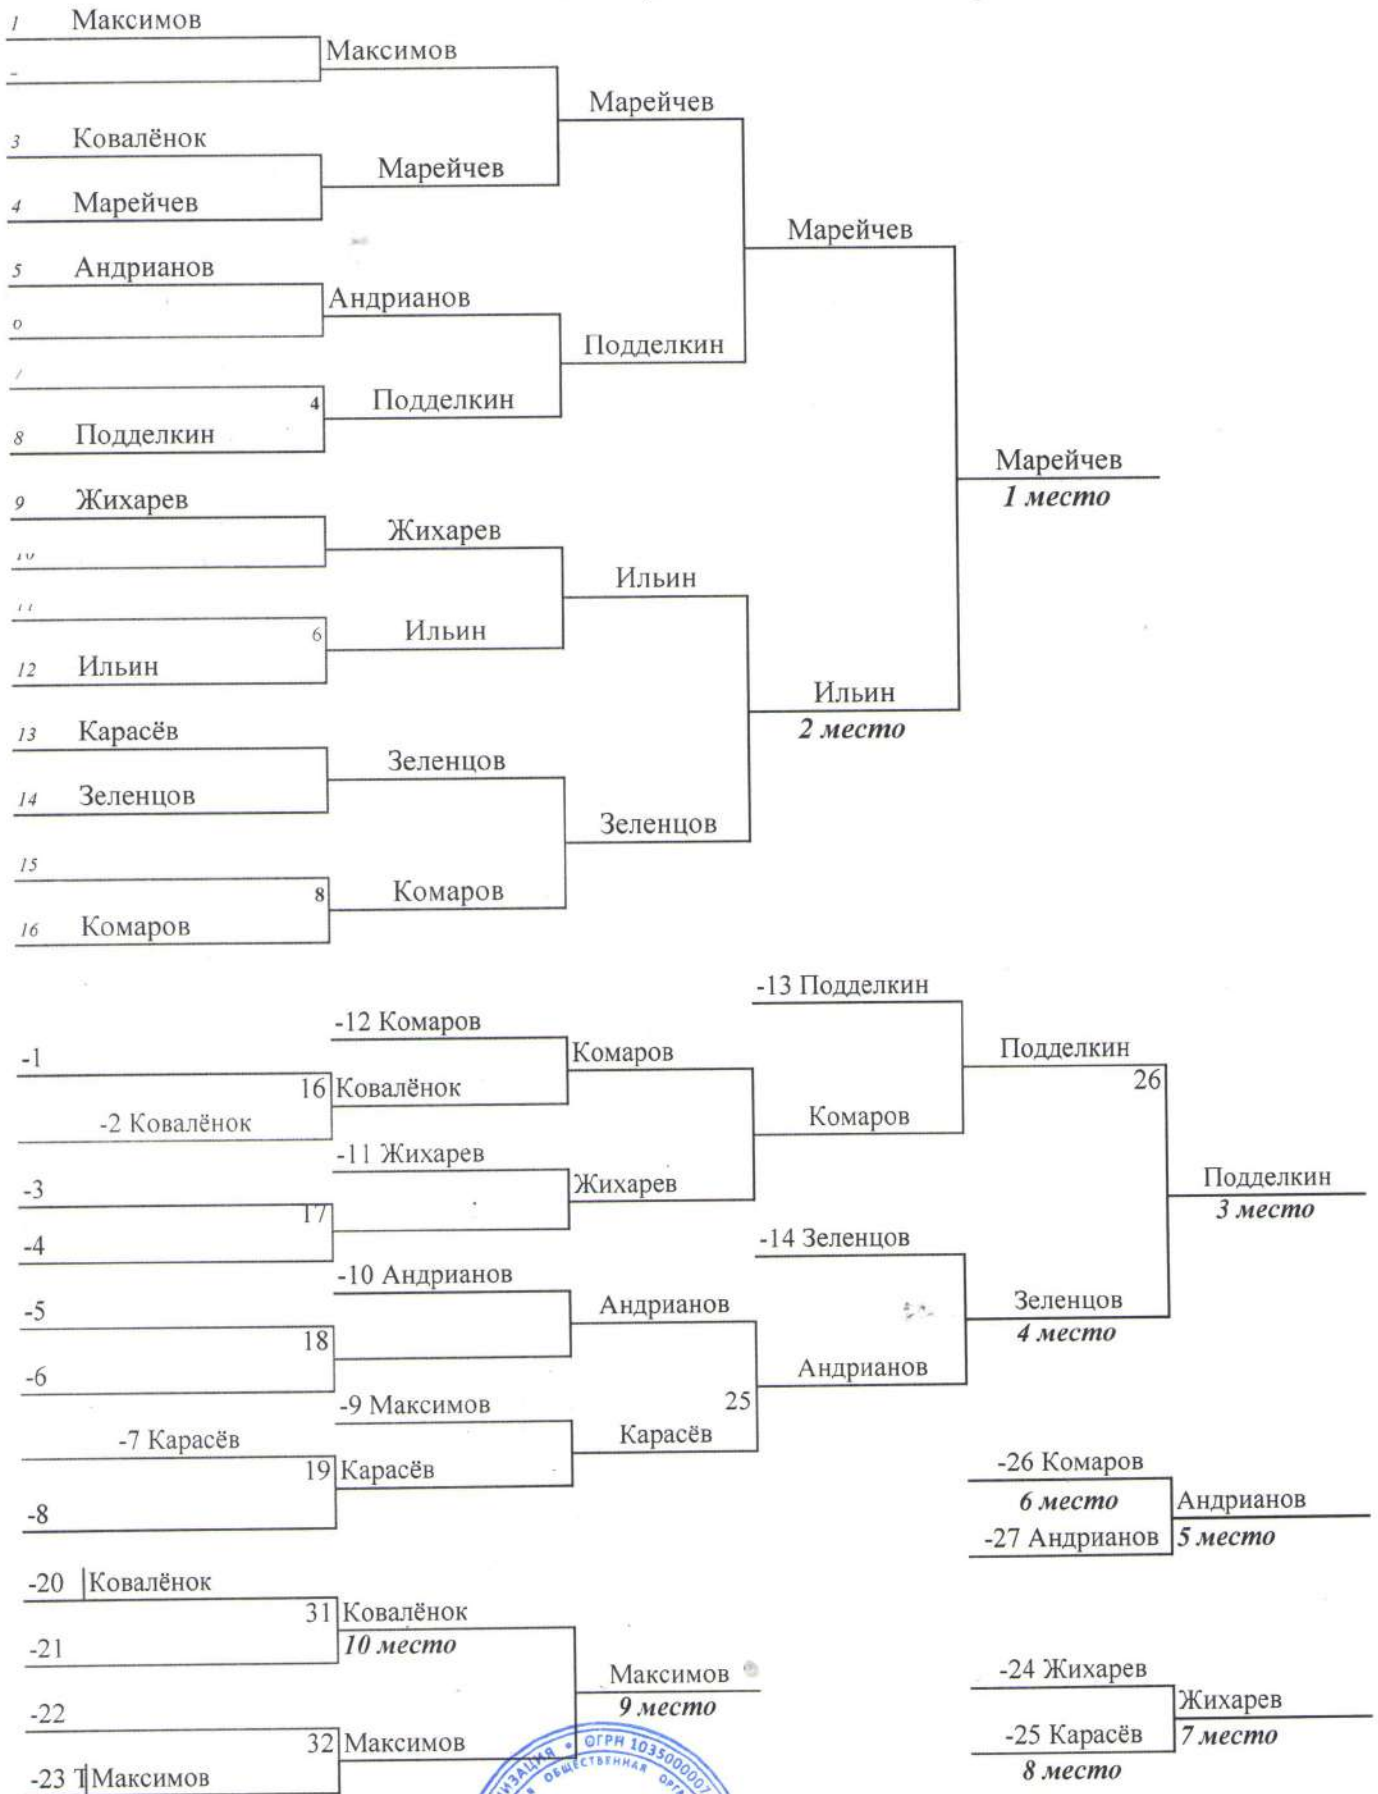 1 Максимов
Максимов
Марейчев
3 Ковалёнок
Марейчев
4 Марейчев
Марейчев
5 Андрианов
Андрианов
Подделкин
4 Подделкин
8 Подделкин
Марейчев
1 место
9 Жихарев
Жихарев
10
Ильин
11
6 Ильин
12 Ильин
Ильин
2 место
13 Карасёв
Зеленцов
14 Зеленцов
Зеленцов
15
8 Комаров
16 Комаров
-13 Подделкин
-12 Комаров
Комаров
Подделкин
26
-1
16 Ковалёнок
-2 Ковалёнок
Комаров
-11 Жихарев
Жихарев
-3
17
-4
Подделкин
3 место
-14 Зеленцов
-10 Андрианов
Андрианов
Зеленцов
4 место
-5
18
-6
Андрианов
25
-9 Максимов
Карасёв
-7 Карасёв
19 Карасёв
-8
-26 Комаров
6 место
Андрианов
5 место
-27 Андрианов
-20 Ковалёнок
31 Ковалёнок
10 место
-21
Максимов
9 место
-22
32 Максимов
-23 Т Максимов
-24 Жихарев
Жихарев
7 место
-25 Карасёв
8 место
ОГРН 1035000007
ОБЩЕСТВЕННАЯ